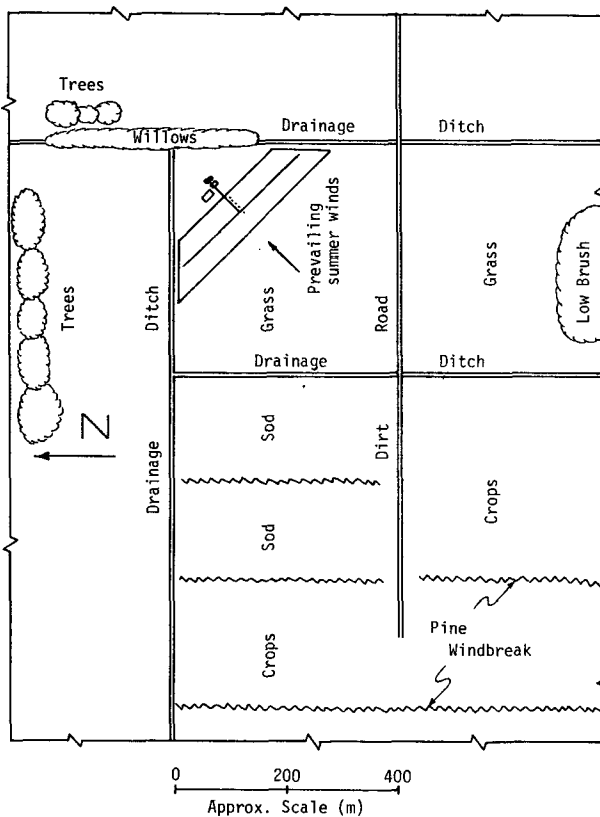 Trees
Willows
Drainage
Ditch
Prevailing
summer winds
Trees
Ditch
Grass
Road
Grass
Low Brush
Drainage
Ditch
N
Drainage
Sod
Dirt
Crops
Sod
Crops
Pine
Windbreak
0 200 400
Approx. Scale (m)